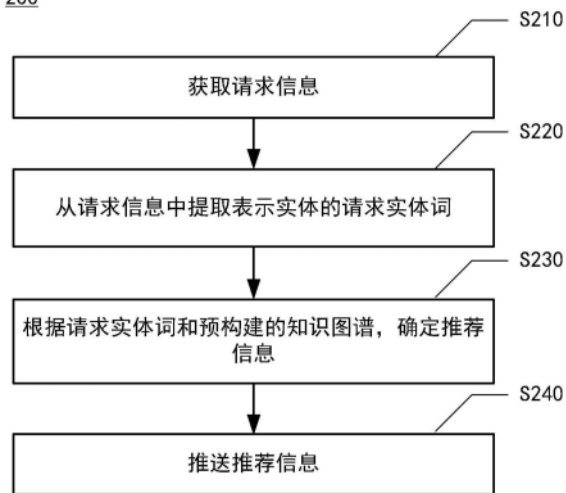 200
S210
获取请求信息
S220
从请求信息中提取表示实体的请求实体词
S230
根据请求实体词和预构建的知识图谱，确定推荐
信息
S240
推送推荐信息